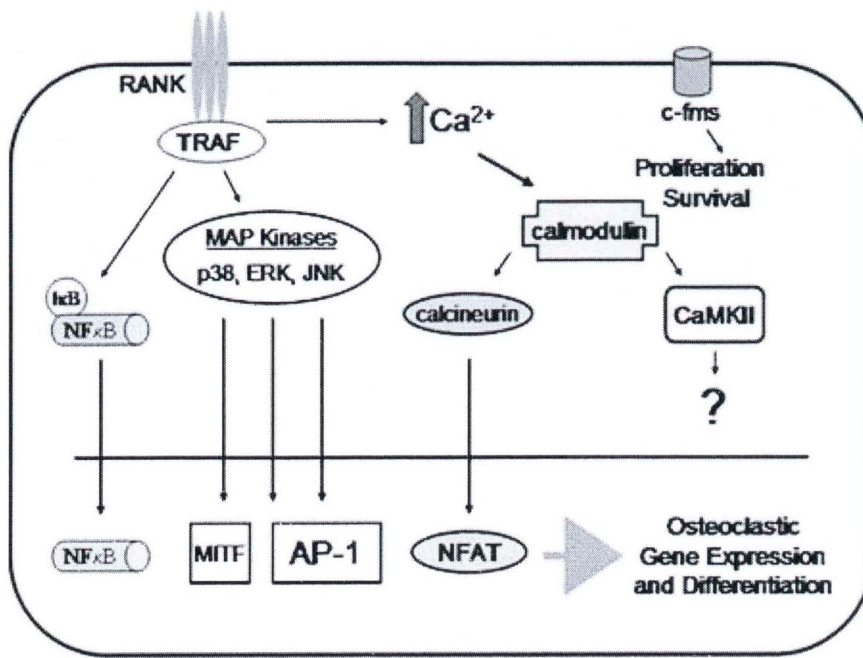 RANK
TRAF
Ca²⁺
c-fms
Proliferation
Survival
MAP Kinases
p38, ERK, JNK
calmodulin
IκB
NFκB
calcineurin
CaMKII
?
NFκB
MITF
AP-1
NFAT
Osteoclastic
Gene Expression
and Differentiation